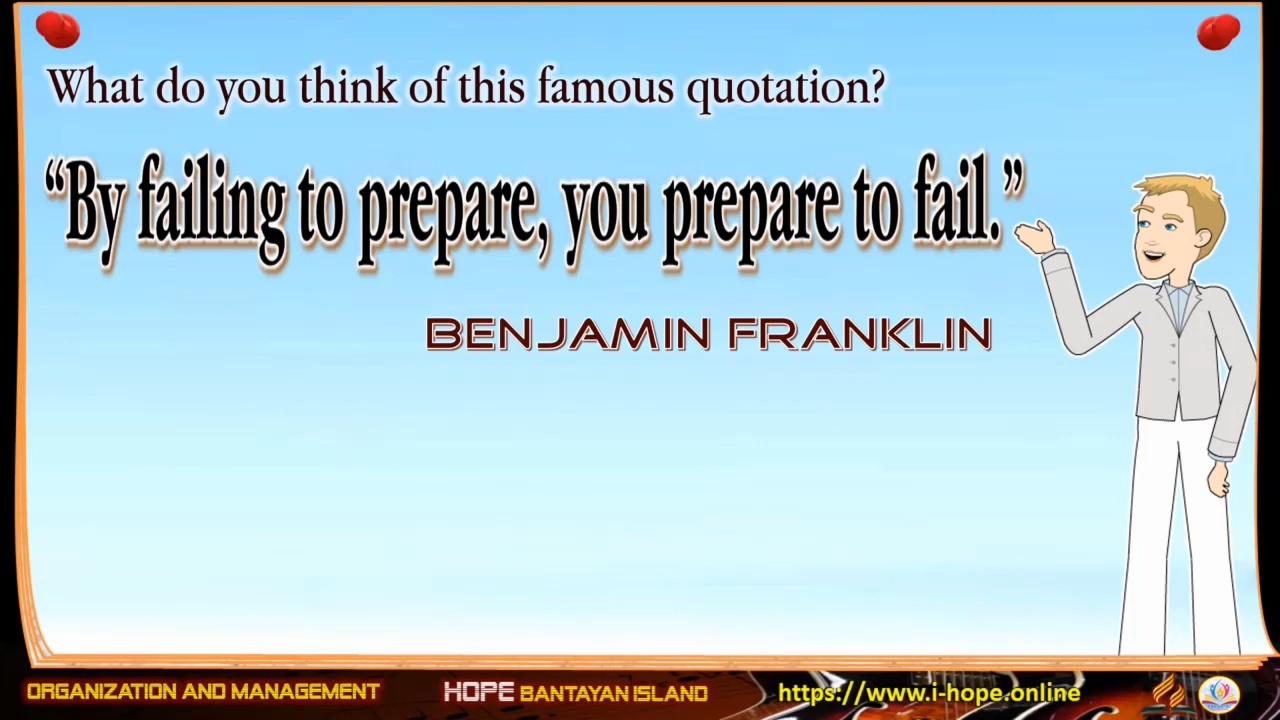 What do you think of this famous quotation?
“By failing to prepare, you prepare to fail.”
BENJAMIN FRANKLIN
ORGANIZATION AND MANAGEMENT HOPE BANTAYAN ISLAND https://www.i-hope.online